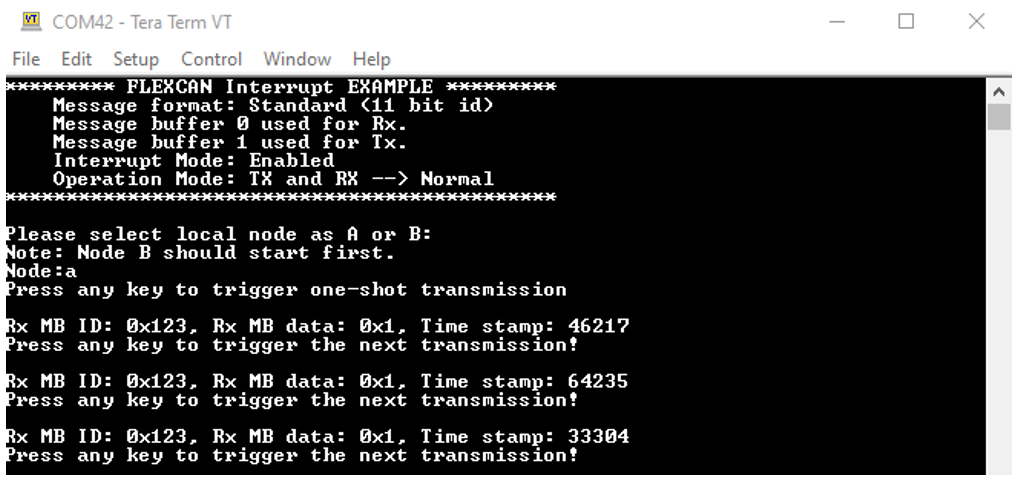 COM42 - Tera Term VT
File Edit Setup Control Window Help
********* FLEXCAN Interrupt EXAMPLE *********
    Message format: Standard (11 bit id)
    Message buffer 0 used for Rx.
    Message buffer 1 used for Tx.
    Interrupt Mode: Enabled
    Operation Mode: TX and RX --> Normal
*********************************************
Please select local node as A or B:
Note: Node B should start first.
Node:a
Press any key to trigger one-shot transmission
Rx MB ID: 0x123, Rx MB data: 0x1, Time stamp: 46217
Press any key to trigger the next transmission!
Rx MB ID: 0x123, Rx MB data: 0x1, Time stamp: 64235
Press any key to trigger the next transmission!
Rx MB ID: 0x123, Rx MB data: 0x1, Time stamp: 33304
Press any key to trigger the next transmission!